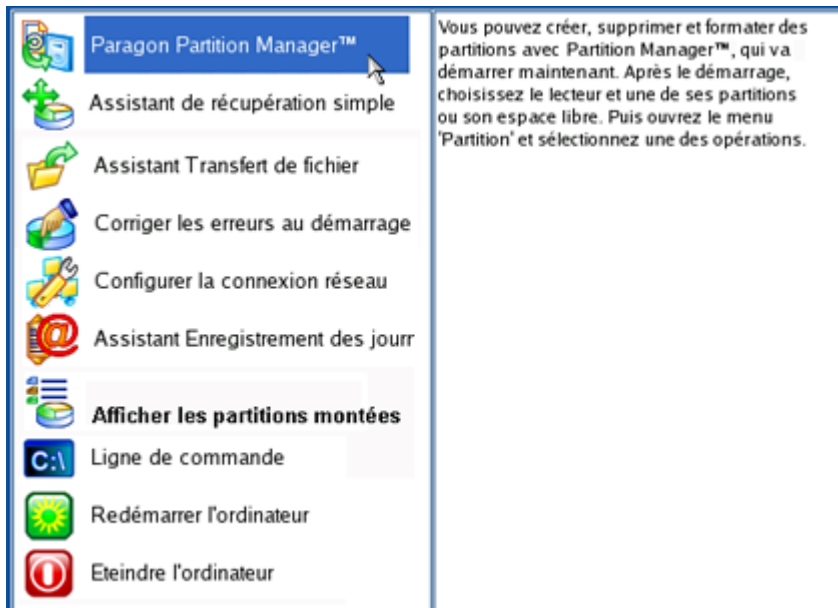 Paragon Partition Manager™
Assistant de récupération simple
Assistant Transfert de fichier
Corriger les erreurs au démarrage
Configurer la connexion réseau
Assistant Enregistrement des jourr
Afficher les partitions montées
C:\ Ligne de commande
Redémarrer l'ordinateur
Eteindre l'ordinateur
Vous pouvez créer, supprimer et formater des
partitions avec Partition Manager™, qui va
démarrer maintenant. Après le démarrage,
choisissez le lecteur et une de ses partitions
ou son espace libre. Puis ouvrez le menu
'Partition' et sélectionnez une des opérations.